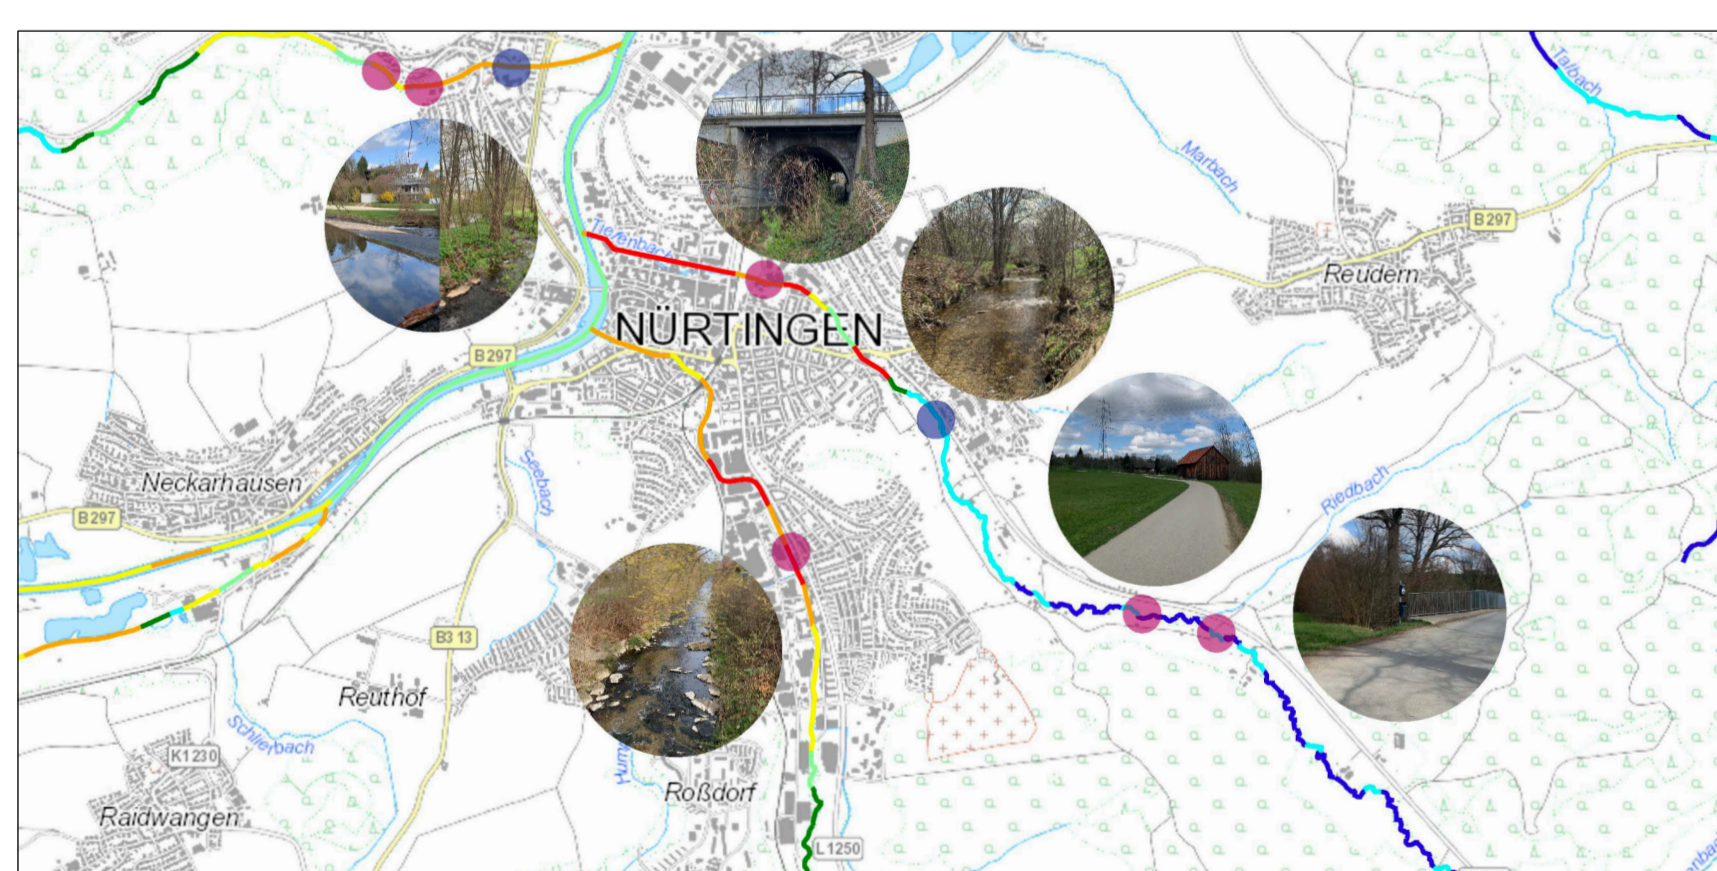 Talbach
Marbach
B297
Tiefenbach
Reudern
NÜRTINGEN
B297
Seebach
Neckarhausen
Riedbach
B297
B3 13
Reuthof
Schlierbach
K1230
Hum
Roßdorf
Raidwangen
L1250